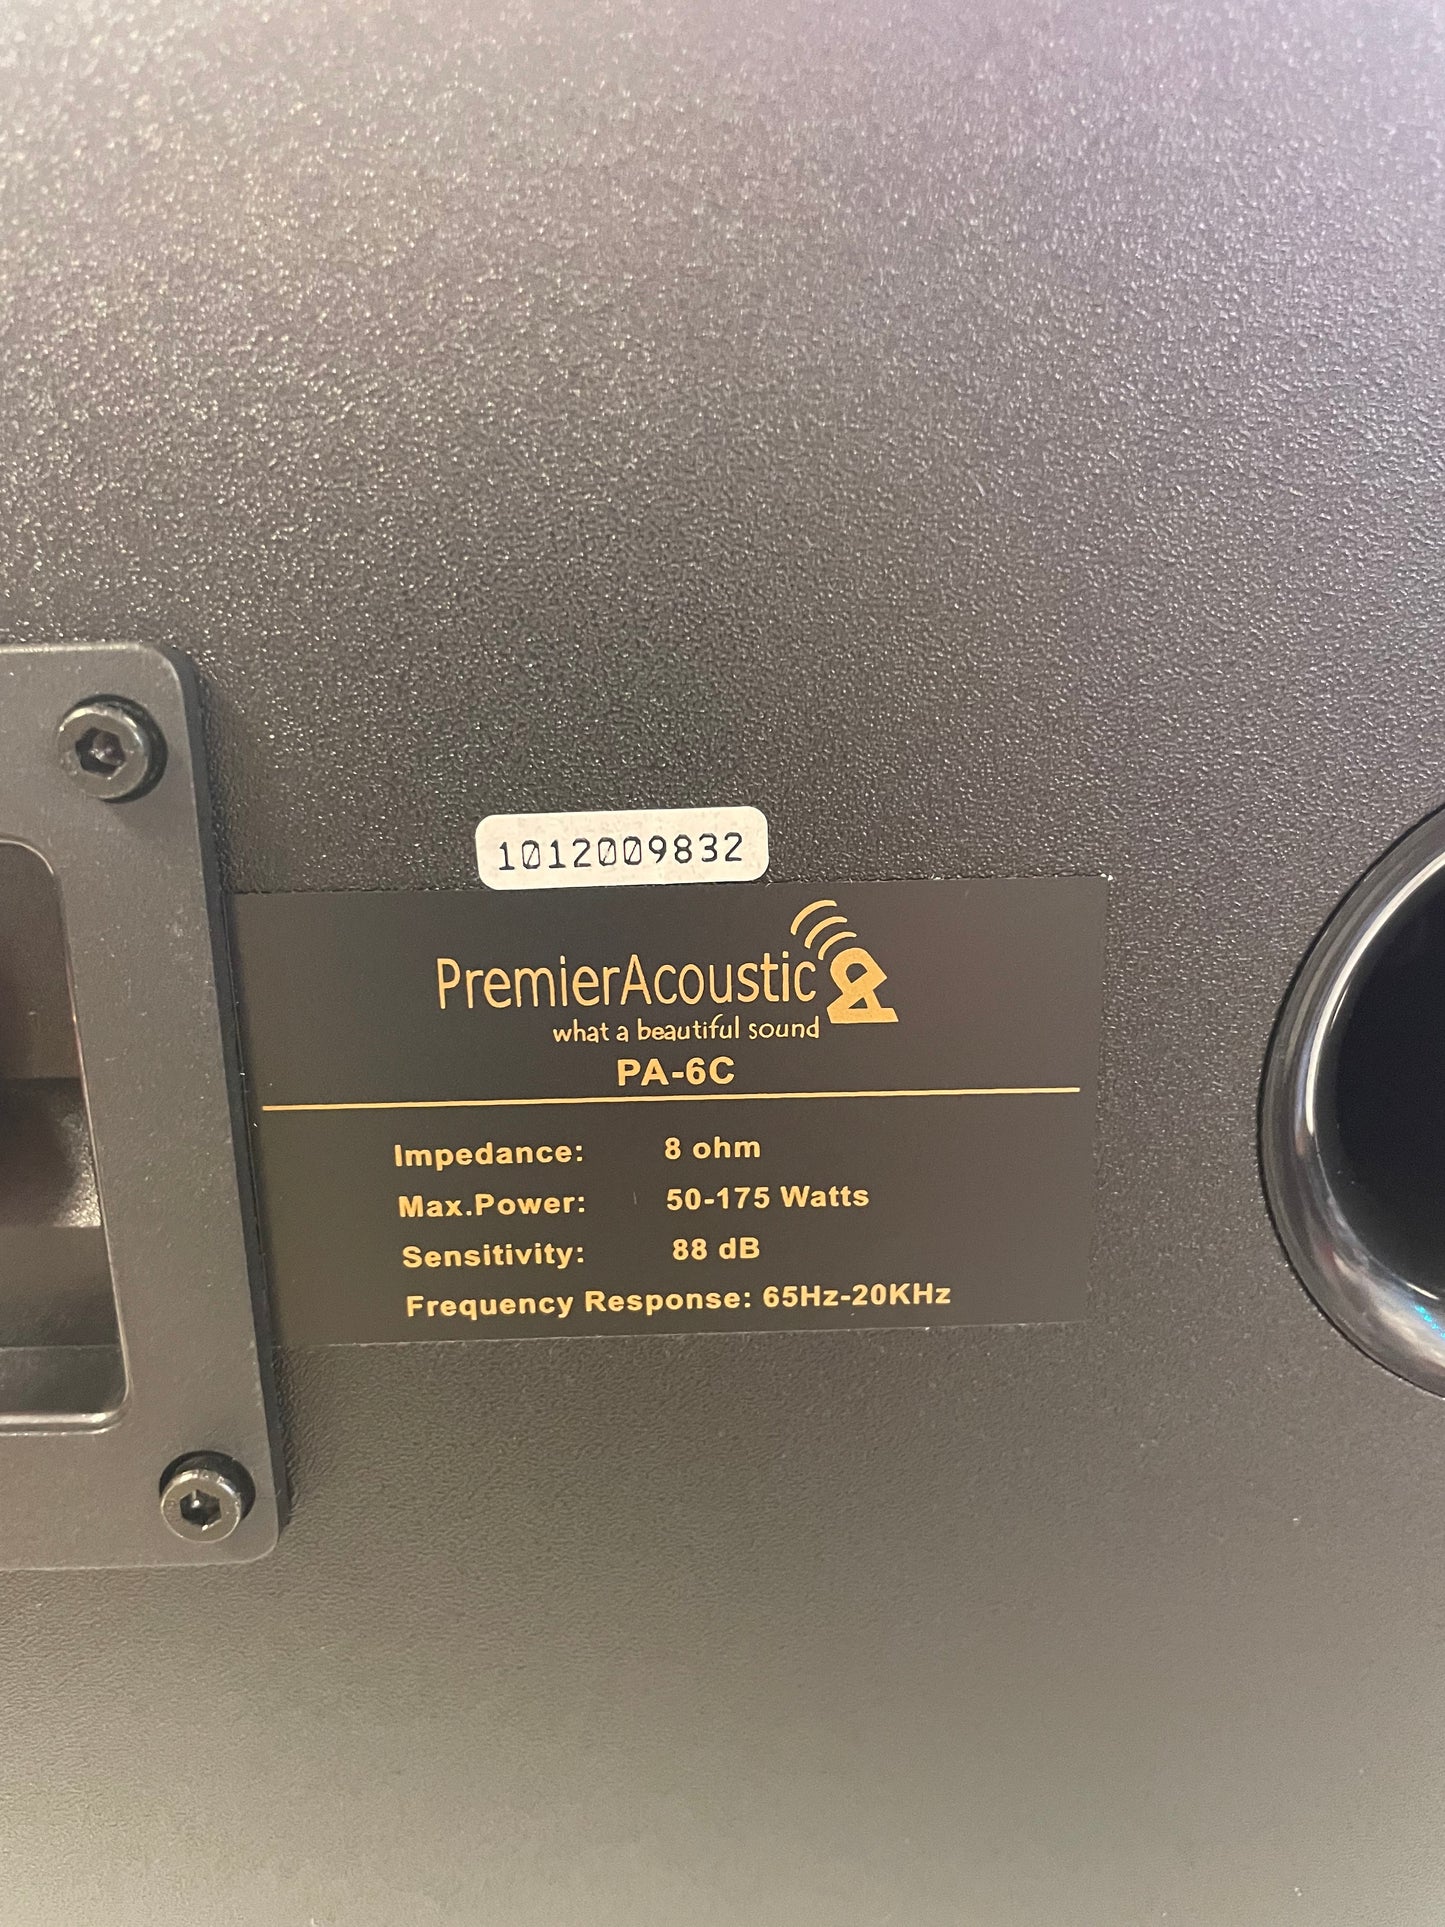 1012009832
PremierAcoustic
what a beautiful sound
PA-6C
Impedance: 8 ohm
Max.Power: 50-175 Watts
Sensitivity: 88 dB
Frequency Response: 65Hz-20KHz